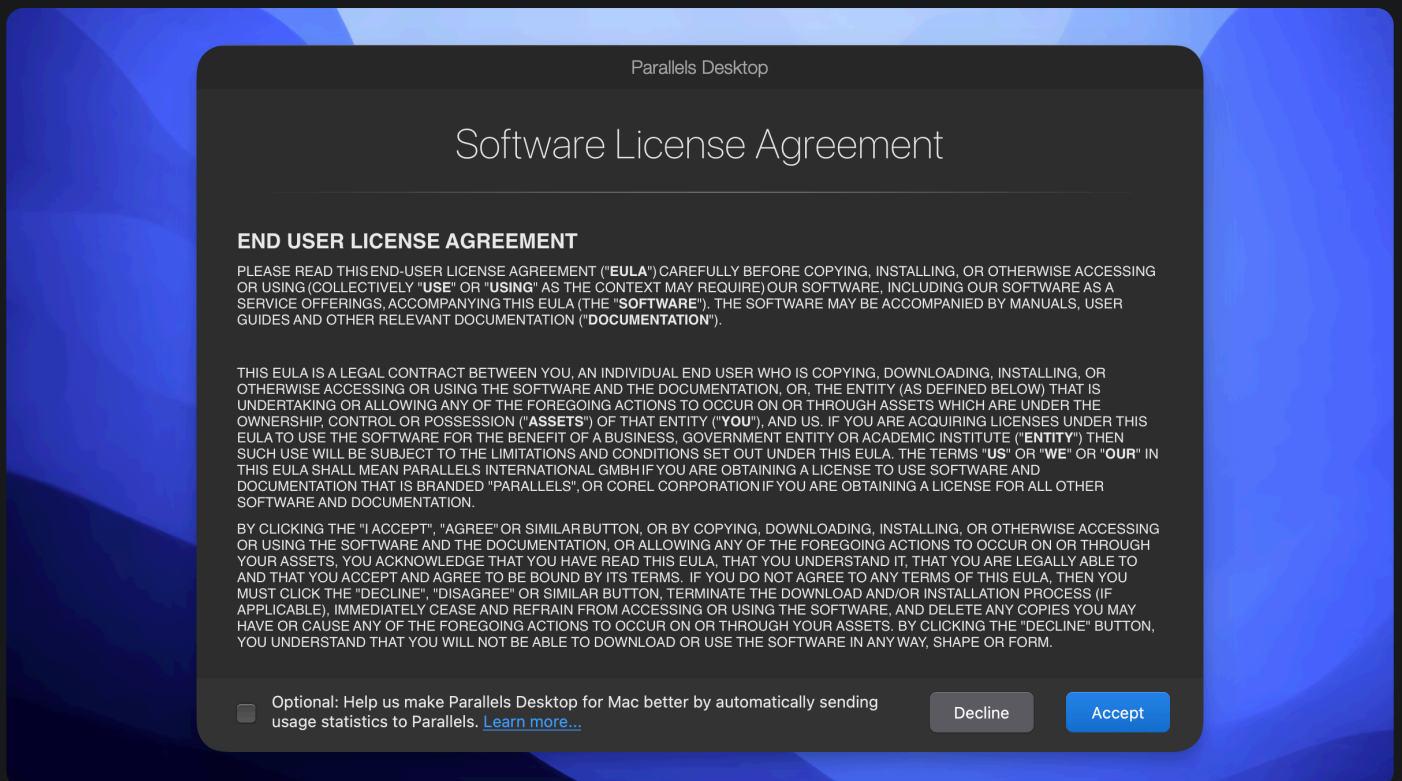 Parallels Desktop
Software License Agreement
END USER LICENSE AGREEMENT
PLEASE READ THIS END-USER LICENSE AGREEMENT ("EULA") CAREFULLY BEFORE COPYING, INSTALLING, OR OTHERWISE ACCESSING
OR USING (COLLECTIVELY "USE" OR "USING" AS THE CONTEXT MAY REQUIRE) OUR SOFTWARE, INCLUDING OUR SOFTWARE AS A
SERVICE OFFERINGS, ACCOMPANYING THIS EULA (THE "SOFTWARE"). THE SOFTWARE MAY BE ACCOMPANIED BY MANUALS, USER
GUIDES AND OTHER RELEVANT DOCUMENTATION ("DOCUMENTATION").
THIS EULA IS A LEGAL CONTRACT BETWEEN YOU, AN INDIVIDUAL END USER WHO IS COPYING, DOWNLOADING, INSTALLING, OR
OTHERWISE ACCESSING OR USING THE SOFTWARE AND THE DOCUMENTATION, OR, THE ENTITY (AS DEFINED BELOW) THAT IS
UNDERTAKING OR ALLOWING ANY OF THE FOREGOING ACTIONS TO OCCUR ON OR THROUGH ASSETS WHICH ARE UNDER THE
OWNERSHIP, CONTROL OR POSSESSION ("ASSETS") OF THAT ENTITY ("YOU"), AND US. IF YOU ARE ACQUIRING LICENSES UNDER THIS
EULA TO USE THE SOFTWARE FOR THE BENEFIT OF A BUSINESS, GOVERNMENT ENTITY OR ACADEMIC INSTITUTE ("ENTITY") THEN
SUCH USE WILL BE SUBJECT TO THE LIMITATIONS AND CONDITIONS SET OUT UNDER THIS EULA. THE TERMS "US" OR "WE" OR "OUR" IN
THIS EULA SHALL MEAN PARALLELS INTERNATIONAL GMBH IF YOU ARE OBTAINING A LICENSE TO USE SOFTWARE AND
DOCUMENTATION THAT IS BRANDED "PARALLELS", OR COREL CORPORATION IF YOU ARE OBTAINING A LICENSE FOR ALL OTHER
SOFTWARE AND DOCUMENTATION.
BY CLICKING THE "I ACCEPT", "AGREE" OR SIMILAR BUTTON, OR BY COPYING, DOWNLOADING, INSTALLING, OR OTHERWISE ACCESSING
OR USING THE SOFTWARE AND THE DOCUMENTATION, OR ALLOWING ANY OF THE FOREGOING ACTIONS TO OCCUR ON OR THROUGH
YOUR ASSETS, YOU ACKNOWLEDGE THAT YOU HAVE READ THIS EULA, THAT YOU UNDERSTAND IT, THAT YOU ARE LEGALLY ABLE TO
AND THAT YOU ACCEPT AND AGREE TO BE BOUND BY ITS TERMS. IF YOU DO NOT AGREE TO ANY TERMS OF THIS EULA, THEN YOU
MUST CLICK THE "DECLINE", "DISAGREE" OR SIMILAR BUTTON, TERMINATE THE DOWNLOAD AND/OR INSTALLATION PROCESS (IF
APPLICABLE), IMMEDIATELY CEASE AND REFRAIN FROM ACCESSING OR USING THE SOFTWARE, AND DELETE ANY COPIES YOU MAY
HAVE OR CAUSE ANY OF THE FOREGOING ACTIONS TO OCCUR ON OR THROUGH YOUR ASSETS. BY CLICKING THE "DECLINE" BUTTON,
YOU UNDERSTAND THAT YOU WILL NOT BE ABLE TO DOWNLOAD OR USE THE SOFTWARE IN ANY WAY, SHAPE OR FORM.
Optional: Help us make Parallels Desktop for Mac better by automatically sending
usage statistics to Parallels. Learn more...
Decline
Accept